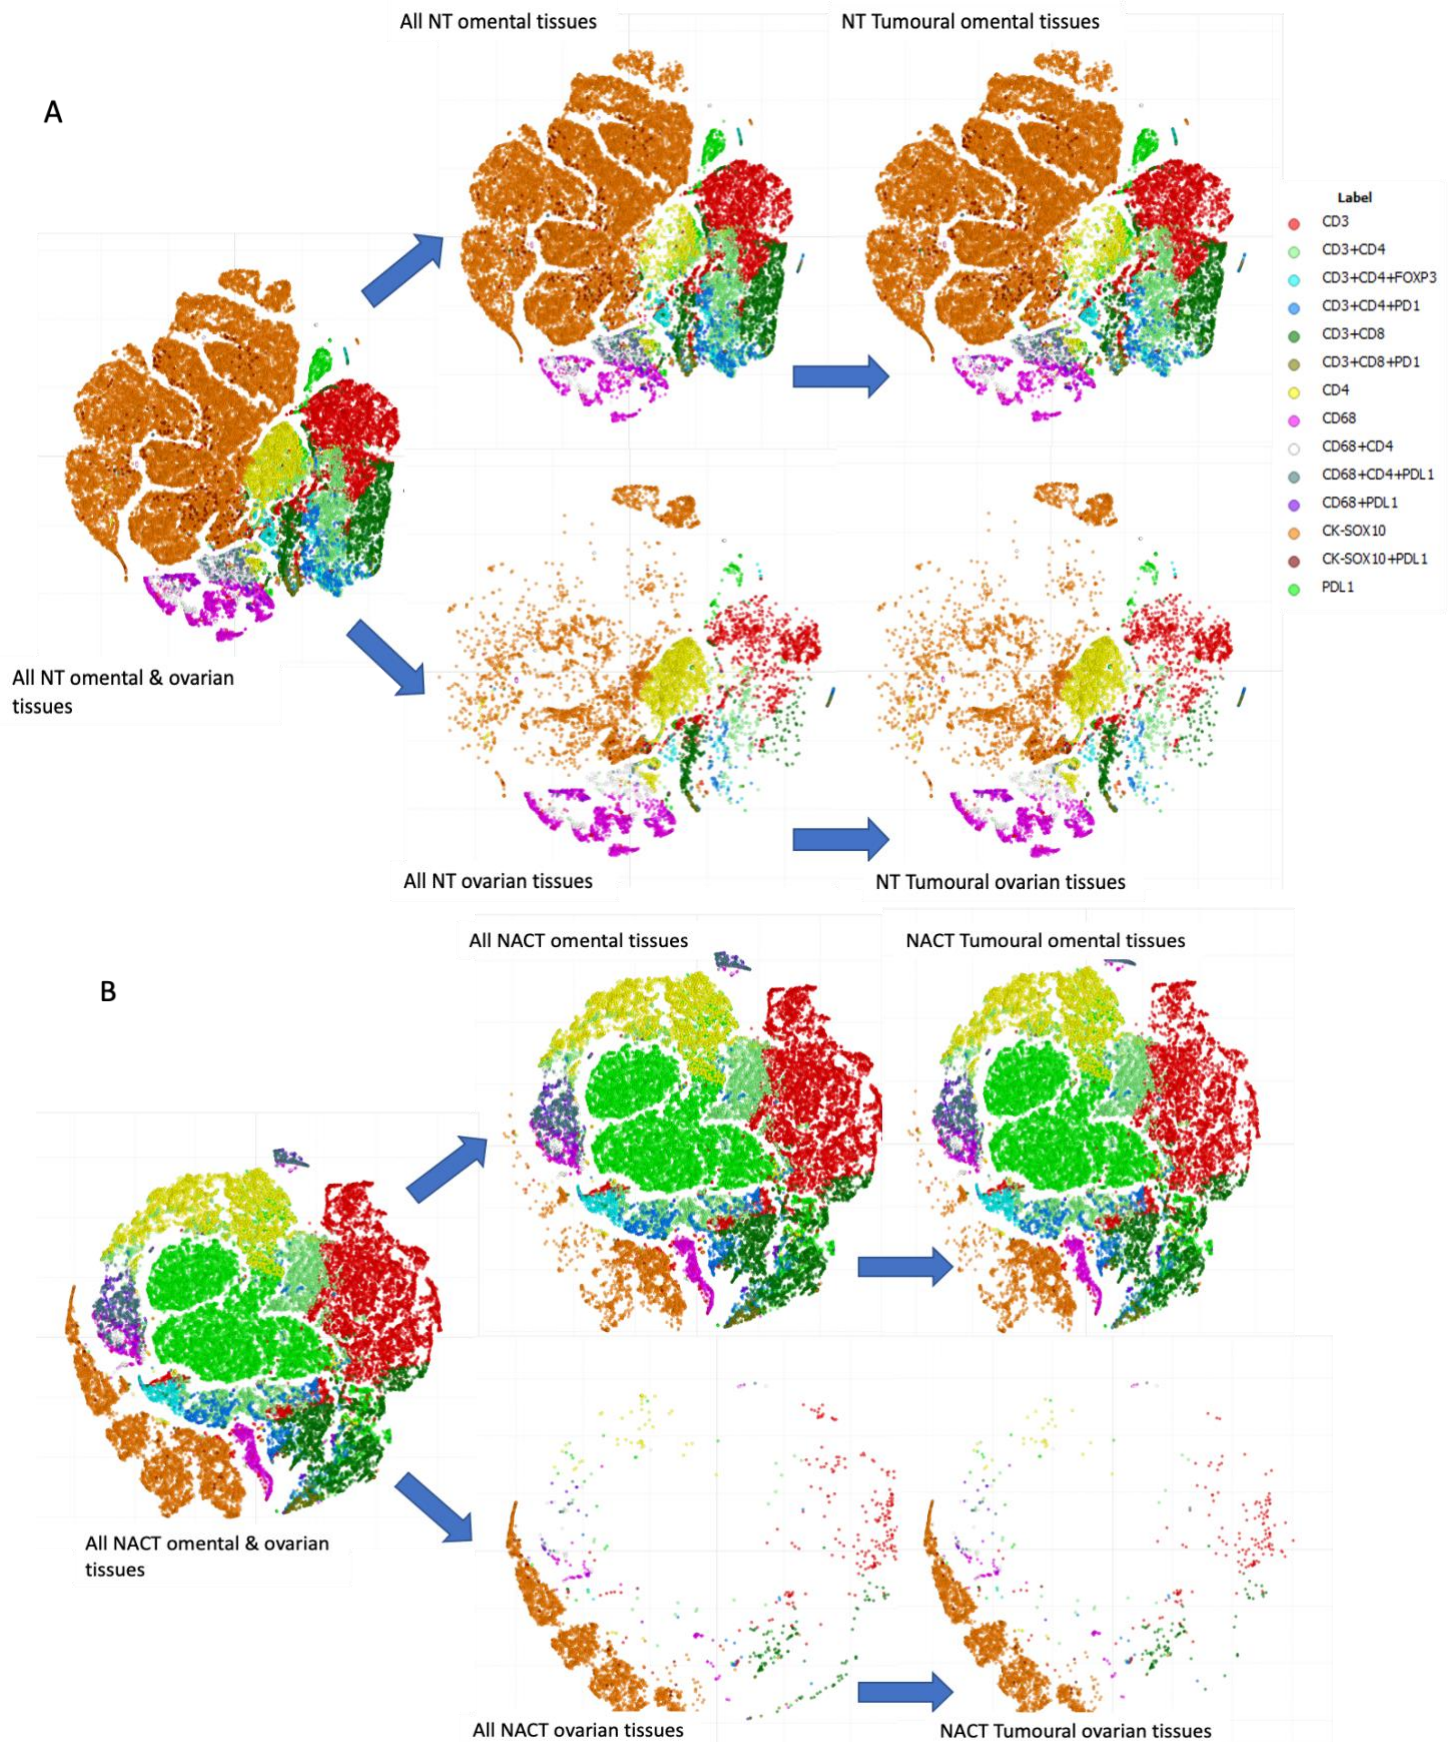 All NT omental tissues
NT Tumoural omental tissues
A
Label
CD3
CD3+CD4
CD3+CD4+FOXP3
CD3+CD4+PD1
CD3+CD8
CD3+CD8+PD1
CD4
CD68
CD68+CD4
CD68+CD4+PDL1
CD68+PDL1
CK-SOX10
CK-SOX10+PDL1
PDL1
All NT omental & ovarian
tissues
All NT ovarian tissues
NT Tumoural ovarian tissues
All NACT omental tissues
NACT Tumoural omental tissues
B
All NACT omental & ovarian
tissues
All NACT ovarian tissues
NACT Tumoural ovarian tissues